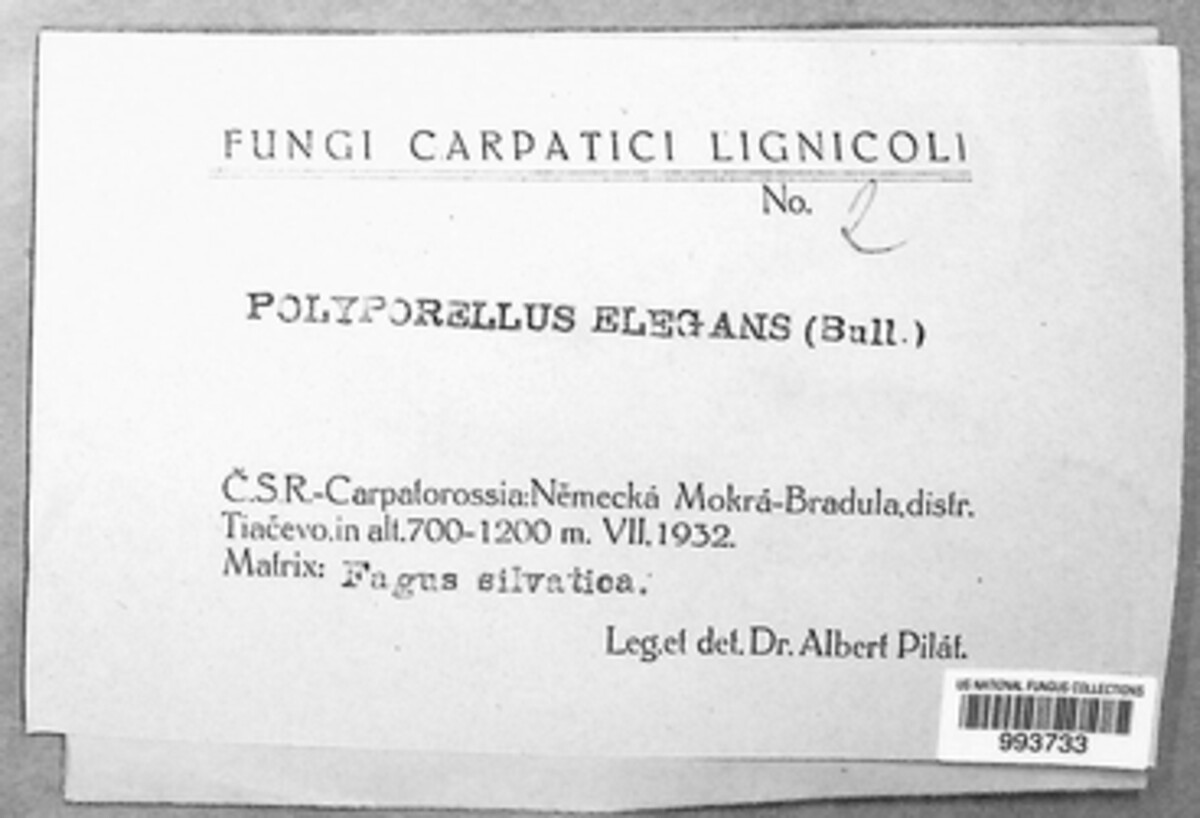 FUNGI CARPATICI LIGNICOLI
No. 2
POLYPORELLUS ELEGANS (Bull.)
Č.S.R.-Carpatorossia: Německá Mokrá-Bradula, distr.
Tiačevo. in alt. 700-1200 m. VII. 1932.
Matrix: Fagus silvatica.
Leg. et det. Dr. Albert Pilát.
US NATIONAL FUNGUS COLLECTIONS
993733